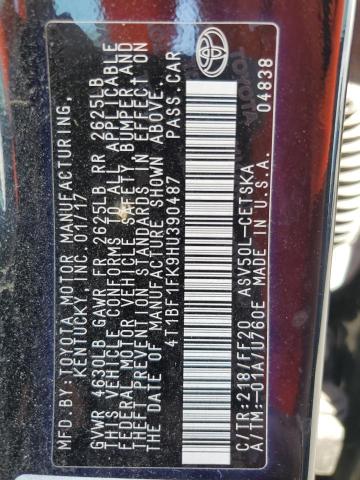 MFD BY:TOYOTA MOTOR MANUFACTURING,
KENTUCKY, INC. 01/17
GVWR 4630LB GAWR FR 2625LB RR 2625LB
THIS VEHICLE CONFORMS TO ALL APPLICABLE
FEDERAL MOTOR VEHICLE SAFETY, BUMPER, AND
THEFT PREVENTION STANDARDS IN EFFECT ON
THE DATE OF MANUFACTURE SHOWN ABOVE.
4T1BF1FK9HU390487 PASS.CAR
TOYOTA
C/TR:218/FF20 ASV50L-CETSKA
A/TM:-01A/U760E MADE IN U.S.A.
04838